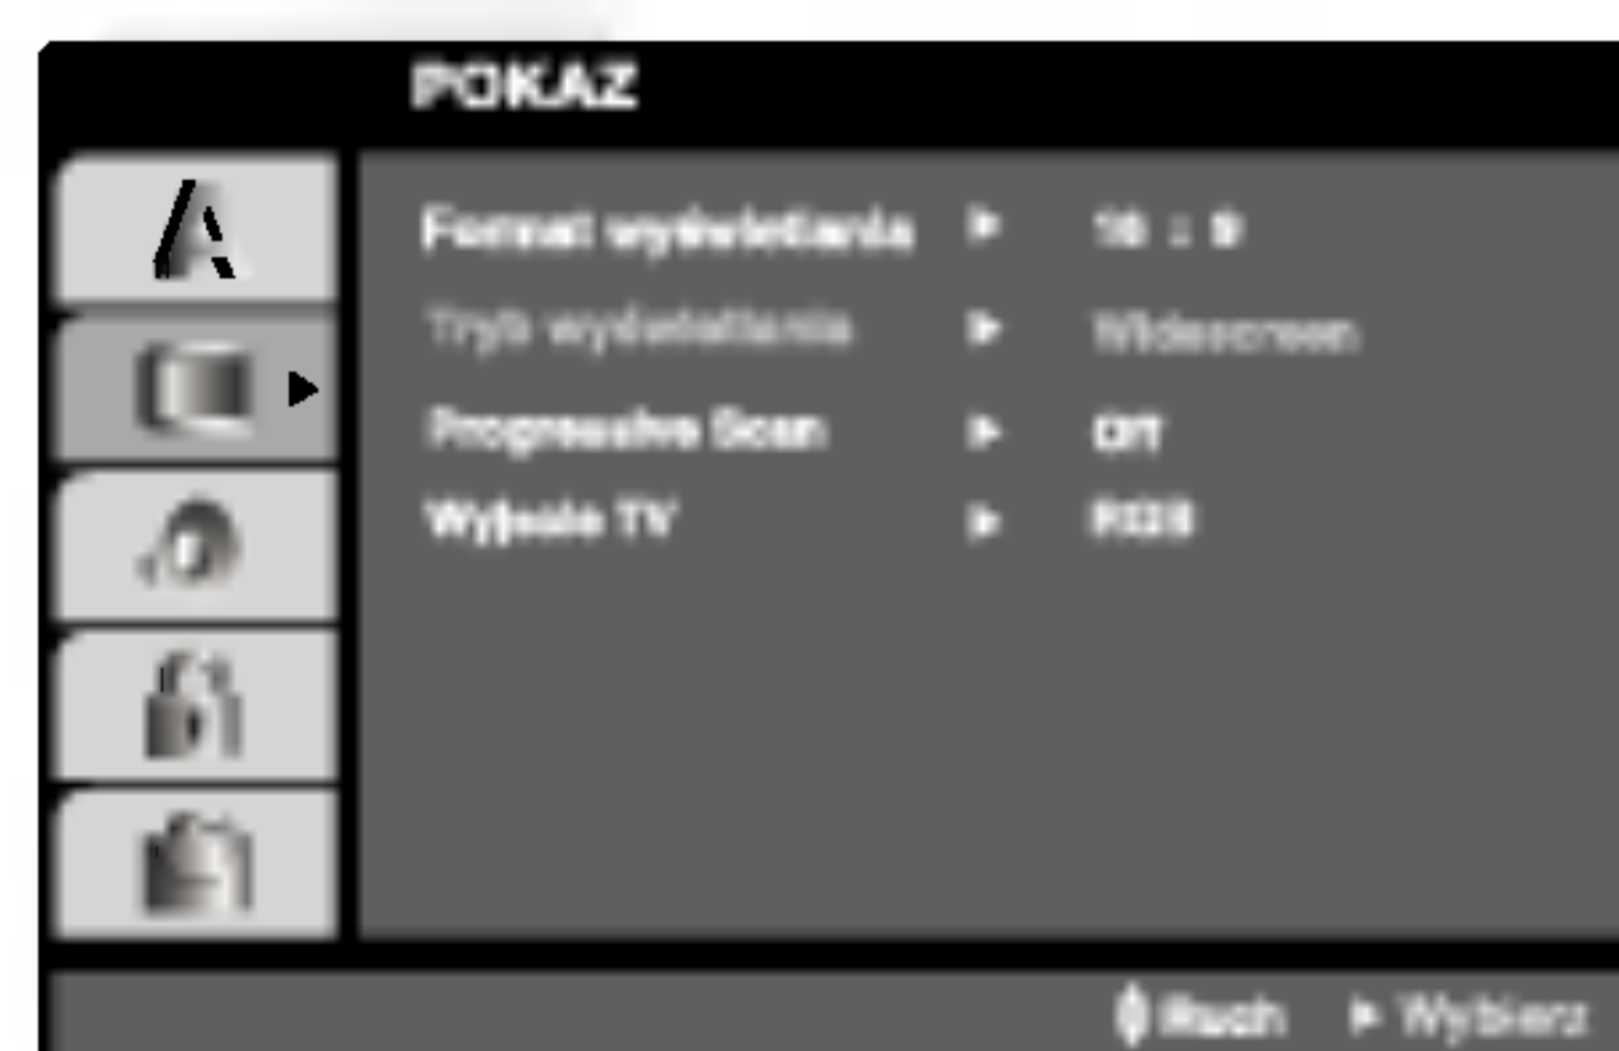 POKAZ
Format wyświetlania ► 16 : 9
Tryb wyświetlania ► Widescreen
Progressive Scan ► Off
Wyjście TV ► RGB
Ruch ► Wybierz